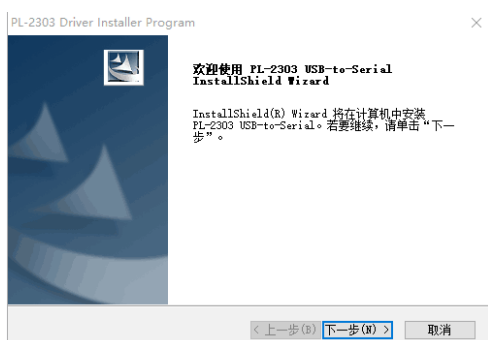 PL-2303 Driver Installer Program
欢迎使用 PL-2303 USB-to-Serial
InstallShield Wizard
InstallShield(R) Wizard 将在计算机中安装
PL-2303 USB-to-Serial。若要继续，请单击“下一
步”。
< 上一步(B) 下一步(N) > 取消